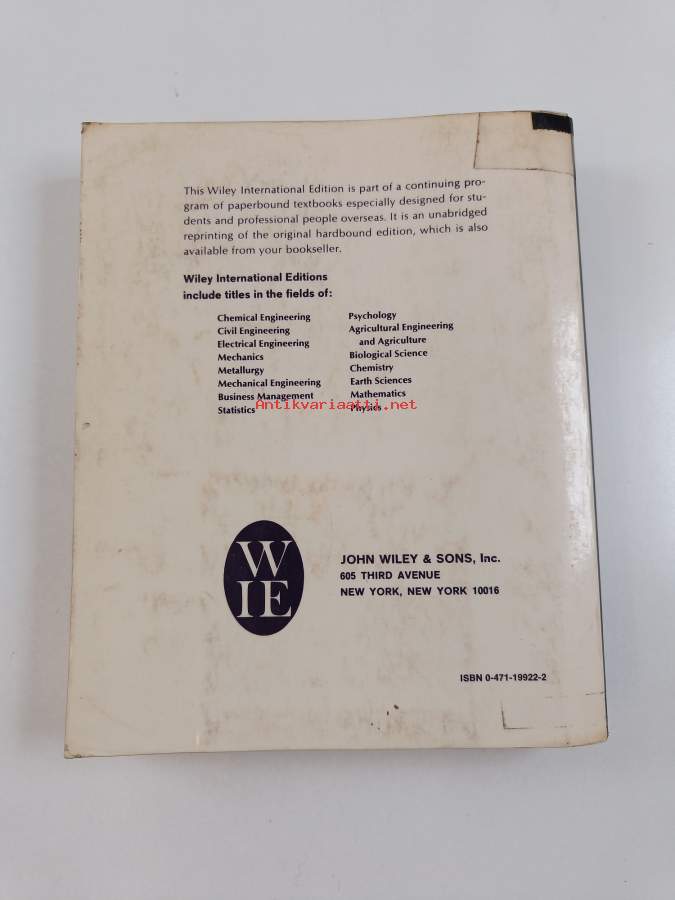 This Wiley International Edition is part of a continuing pro-
gram of paperbound textbooks especially designed for stu-
dents and professional people overseas. It is an unabridged
reprinting of the original hardbound edition, which is also
available from your bookseller.
Wiley International Editions
include titles in the fields of:
Chemical Engineering
Civil Engineering
Electrical Engineering
Mechanics
Metallurgy
Mechanical Engineering
Business Management
Statistics
Psychology
Agricultural Engineering
and Agriculture
Biological Science
Chemistry
Earth Sciences
Mathematics
Physics
Antikvariaatti.net
W
IE
JOHN WILEY & SONS, Inc.
605 THIRD AVENUE
NEW YORK, NEW YORK 10016
ISBN 0-471-19922-2